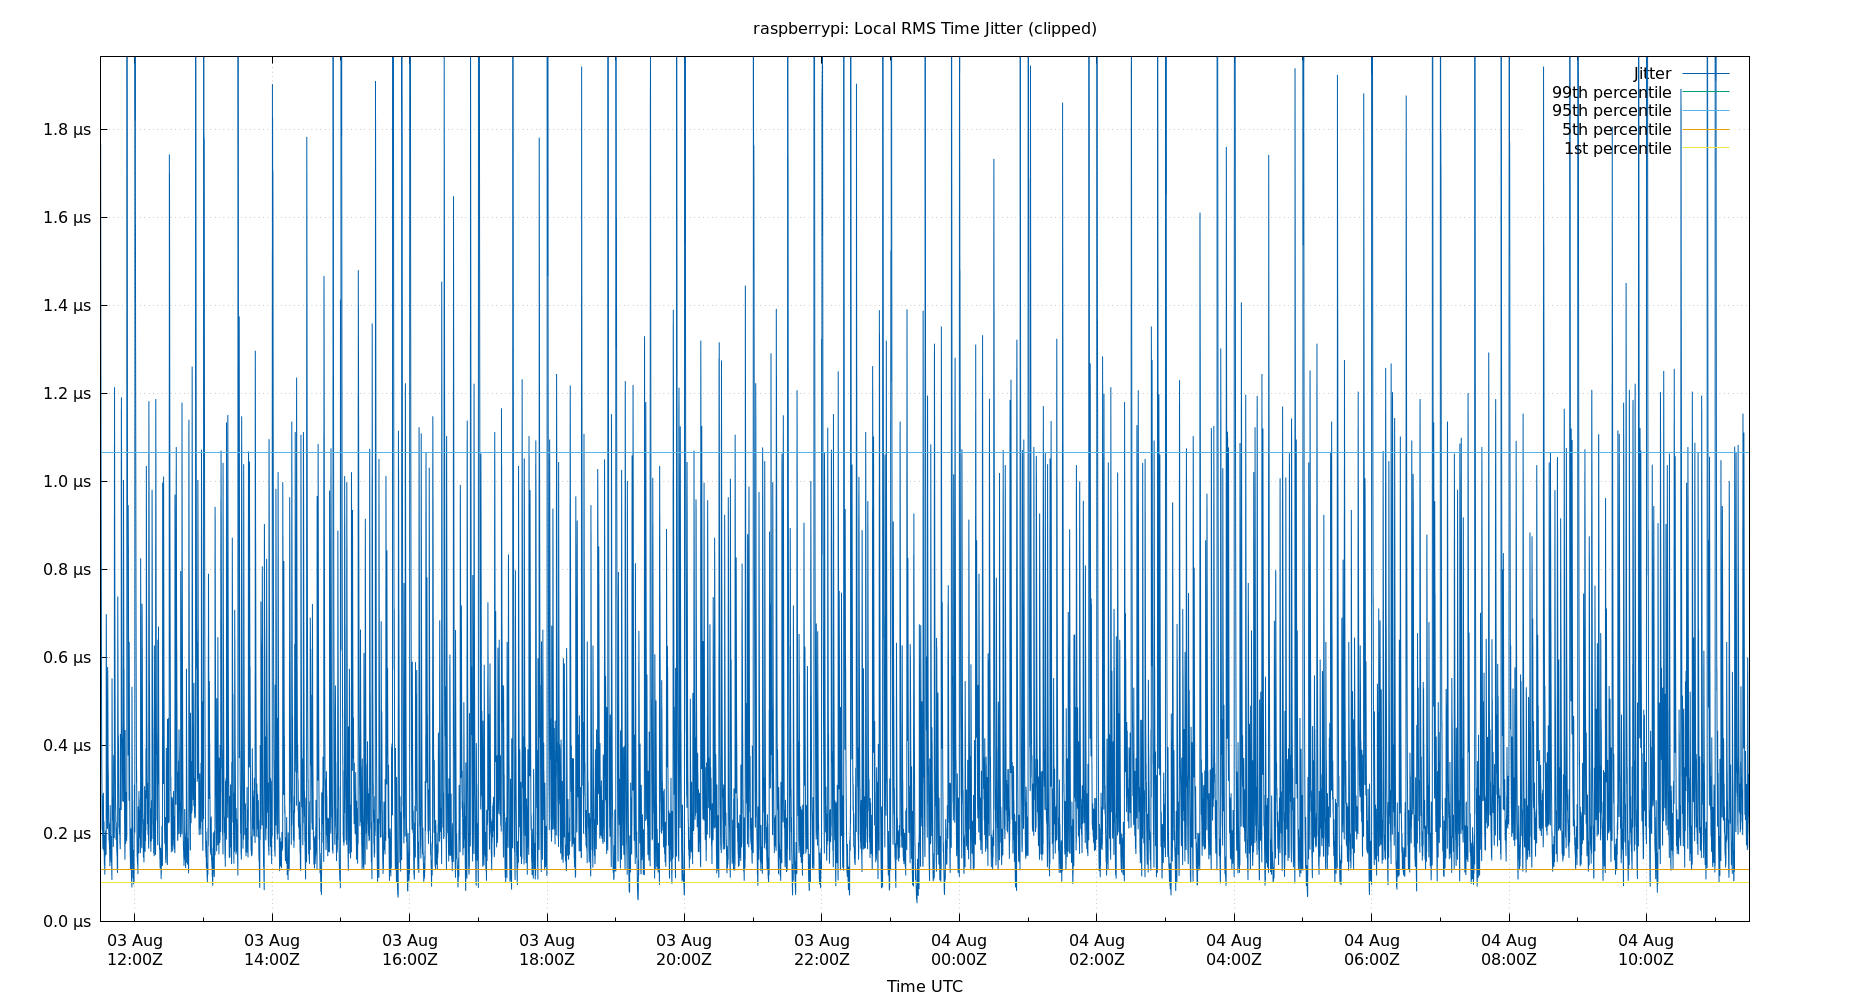 raspberrypi: Local RMS Time Jitter (clipped)
Jitter
99th percentile
95th percentile
5th percentile
1st percentile
1.8 µs
1.6 µs
1.4 µs
1.2 µs
1.0 µs
0.8 µs
0.6 µs
0.4 µs
0.2 µs
0.0 µs
03 Aug 03 Aug 03 Aug 03 Aug 03 Aug 03 Aug 04 Aug 04 Aug 04 Aug 04 Aug 04 Aug 04 Aug
12:00Z 14:00Z 16:00Z 18:00Z 20:00Z 22:00Z 00:00Z 02:00Z 04:00Z 06:00Z 08:00Z 10:00Z
Time UTC